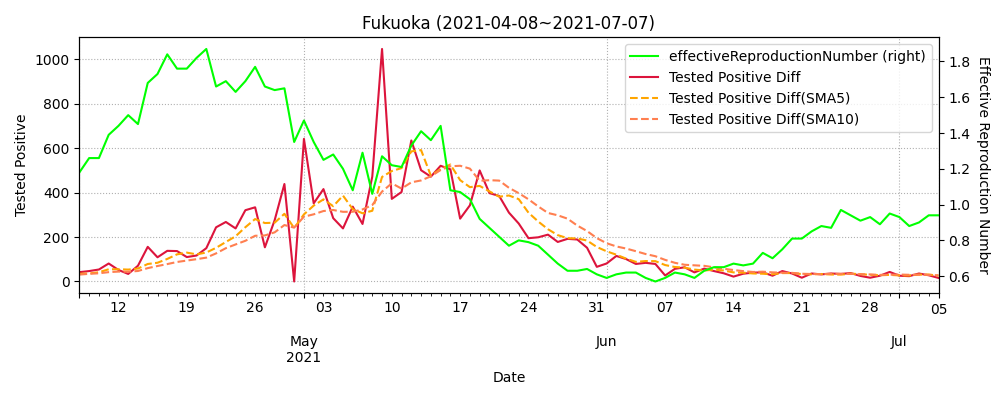 Fukuoka (2021-04-08~2021-07-07)
effectiveReproductionNumber (right)
Tested Positive Diff
Tested Positive Diff(SMA5)
Tested Positive Diff(SMA10)
Tested Positive
1000
800
600
400
200
0
1.8
1.6
1.4
1.2
1.0
0.8
0.6
Effective Reproduction Number
12 19 26 03 10 17 24 31 07 14 21 28 05
May Jun Jul
2021
Date